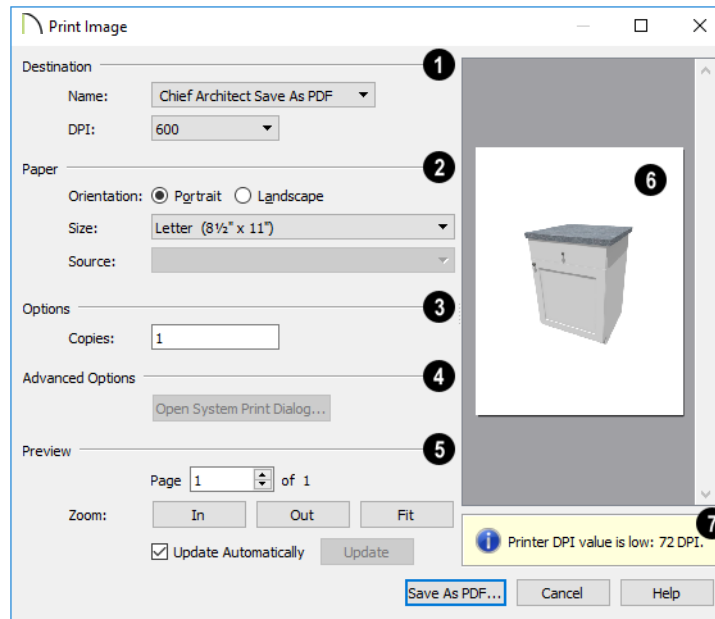 Print Image
Destination 1
Name: Chief Architect Save As PDF
DPI: 600
Paper 2
Orientation: Portrait Landscape
Size: Letter (8½" x 11")
Source:
Options 3
Copies: 1
Advanced Options 4
Open System Print Dialog...
Preview 5
Page 1 of 1
Zoom: In Out Fit
Update Automatically Update
6
7
Printer DPI value is low: 72 DPI.
Save As PDF... Cancel Help